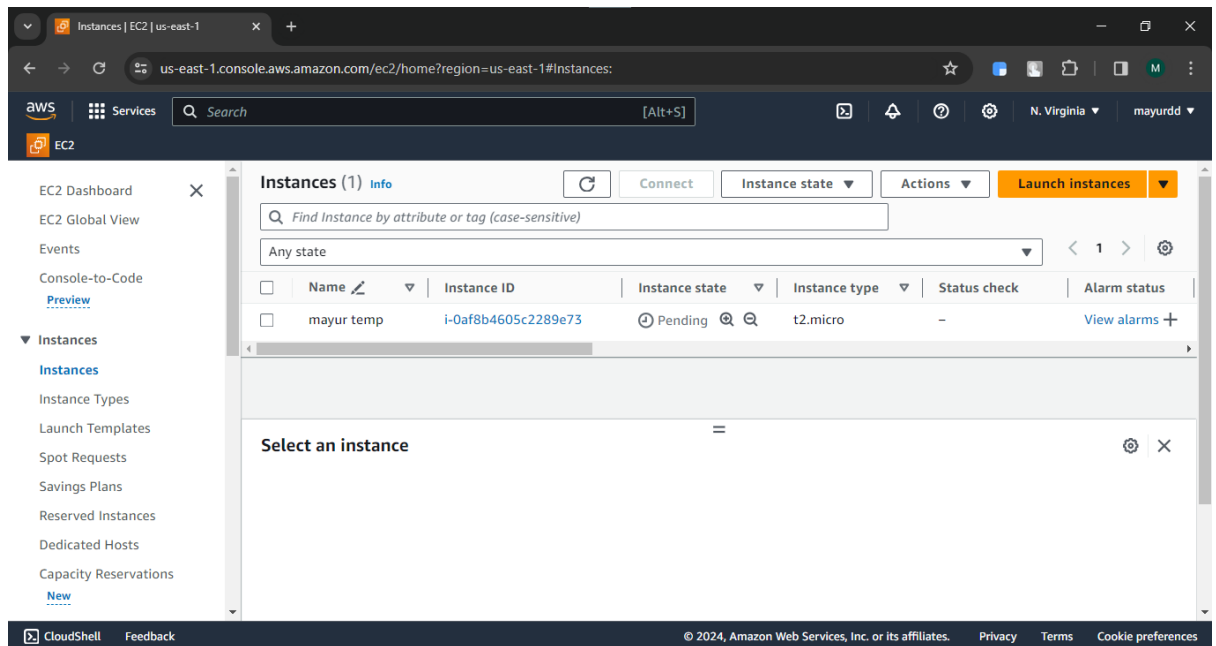 Instances | EC2 | us-east-1
us-east-1.console.aws.amazon.com/ec2/home?region=us-east-1#Instances:
M
aws Services Search [Alt+S] N. Virginia mayurdd
EC2
EC2 Dashboard
EC2 Global View
Events
Console-to-Code
Preview
Instances
Instances
Instance Types
Launch Templates
Spot Requests
Savings Plans
Reserved Instances
Dedicated Hosts
Capacity Reservations
New
Instances (1) Info Connect Instance state Actions Launch instances
Find Instance by attribute or tag (case-sensitive)
Any state 1
Name Instance ID Instance state Instance type Status check Alarm status
mayur temp i-0af8b4605c2289e73 Pending t2.micro – View alarms
Select an instance
CloudShell Feedback © 2024, Amazon Web Services, Inc. or its affiliates. Privacy Terms Cookie preferences